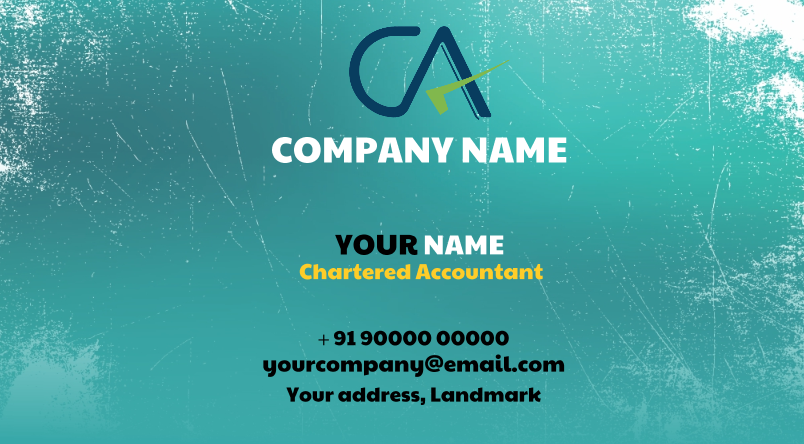 CA
COMPANY NAME
YOUR NAME
Chartered Accountant
+ 91 90000 00000
yourcompany@email.com
Your address, Landmark